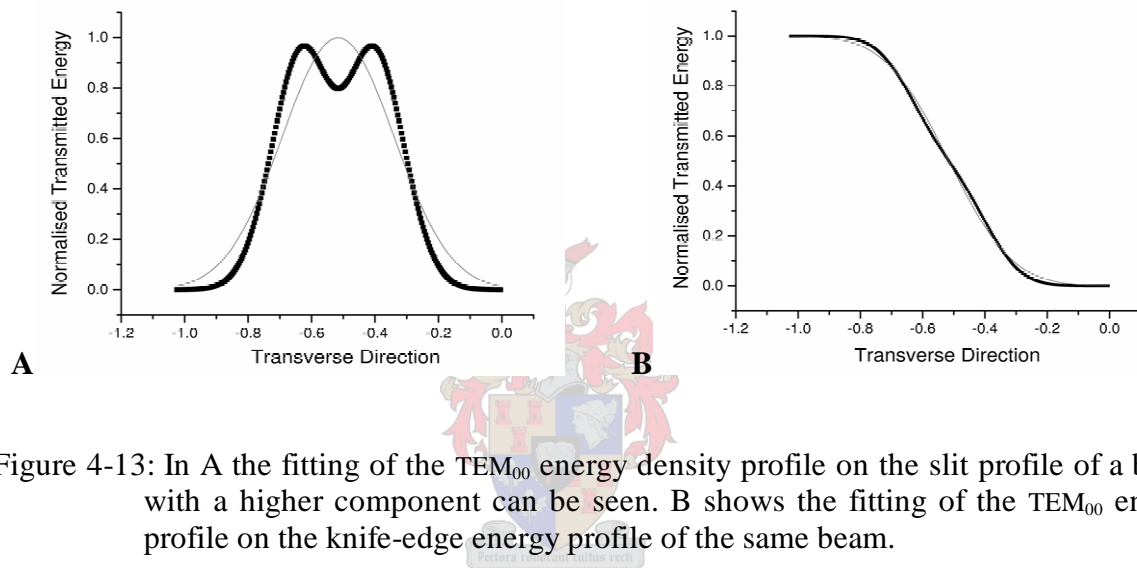 A
Normalised Transmitted Energy
1.0
0.8
0.6
0.4
0.2
0.0
-1.2 -1.0 -0.8 -0.6 -0.4 -0.2 0.0
Transverse Direction
B
Normalised Transmitted Energy
1.0
0.8
0.6
0.4
0.2
0.0
-1.2 -1.0 -0.8 -0.6 -0.4 -0.2 0.0
Transverse Direction
Figure 4-13: In A the fitting of the TEM₀₀ energy density profile on the slit profile of a b
with a higher component can be seen. B shows the fitting of the TEM₀₀ en
profile on the knife-edge energy profile of the same beam.
Pectora roborant cultus recti